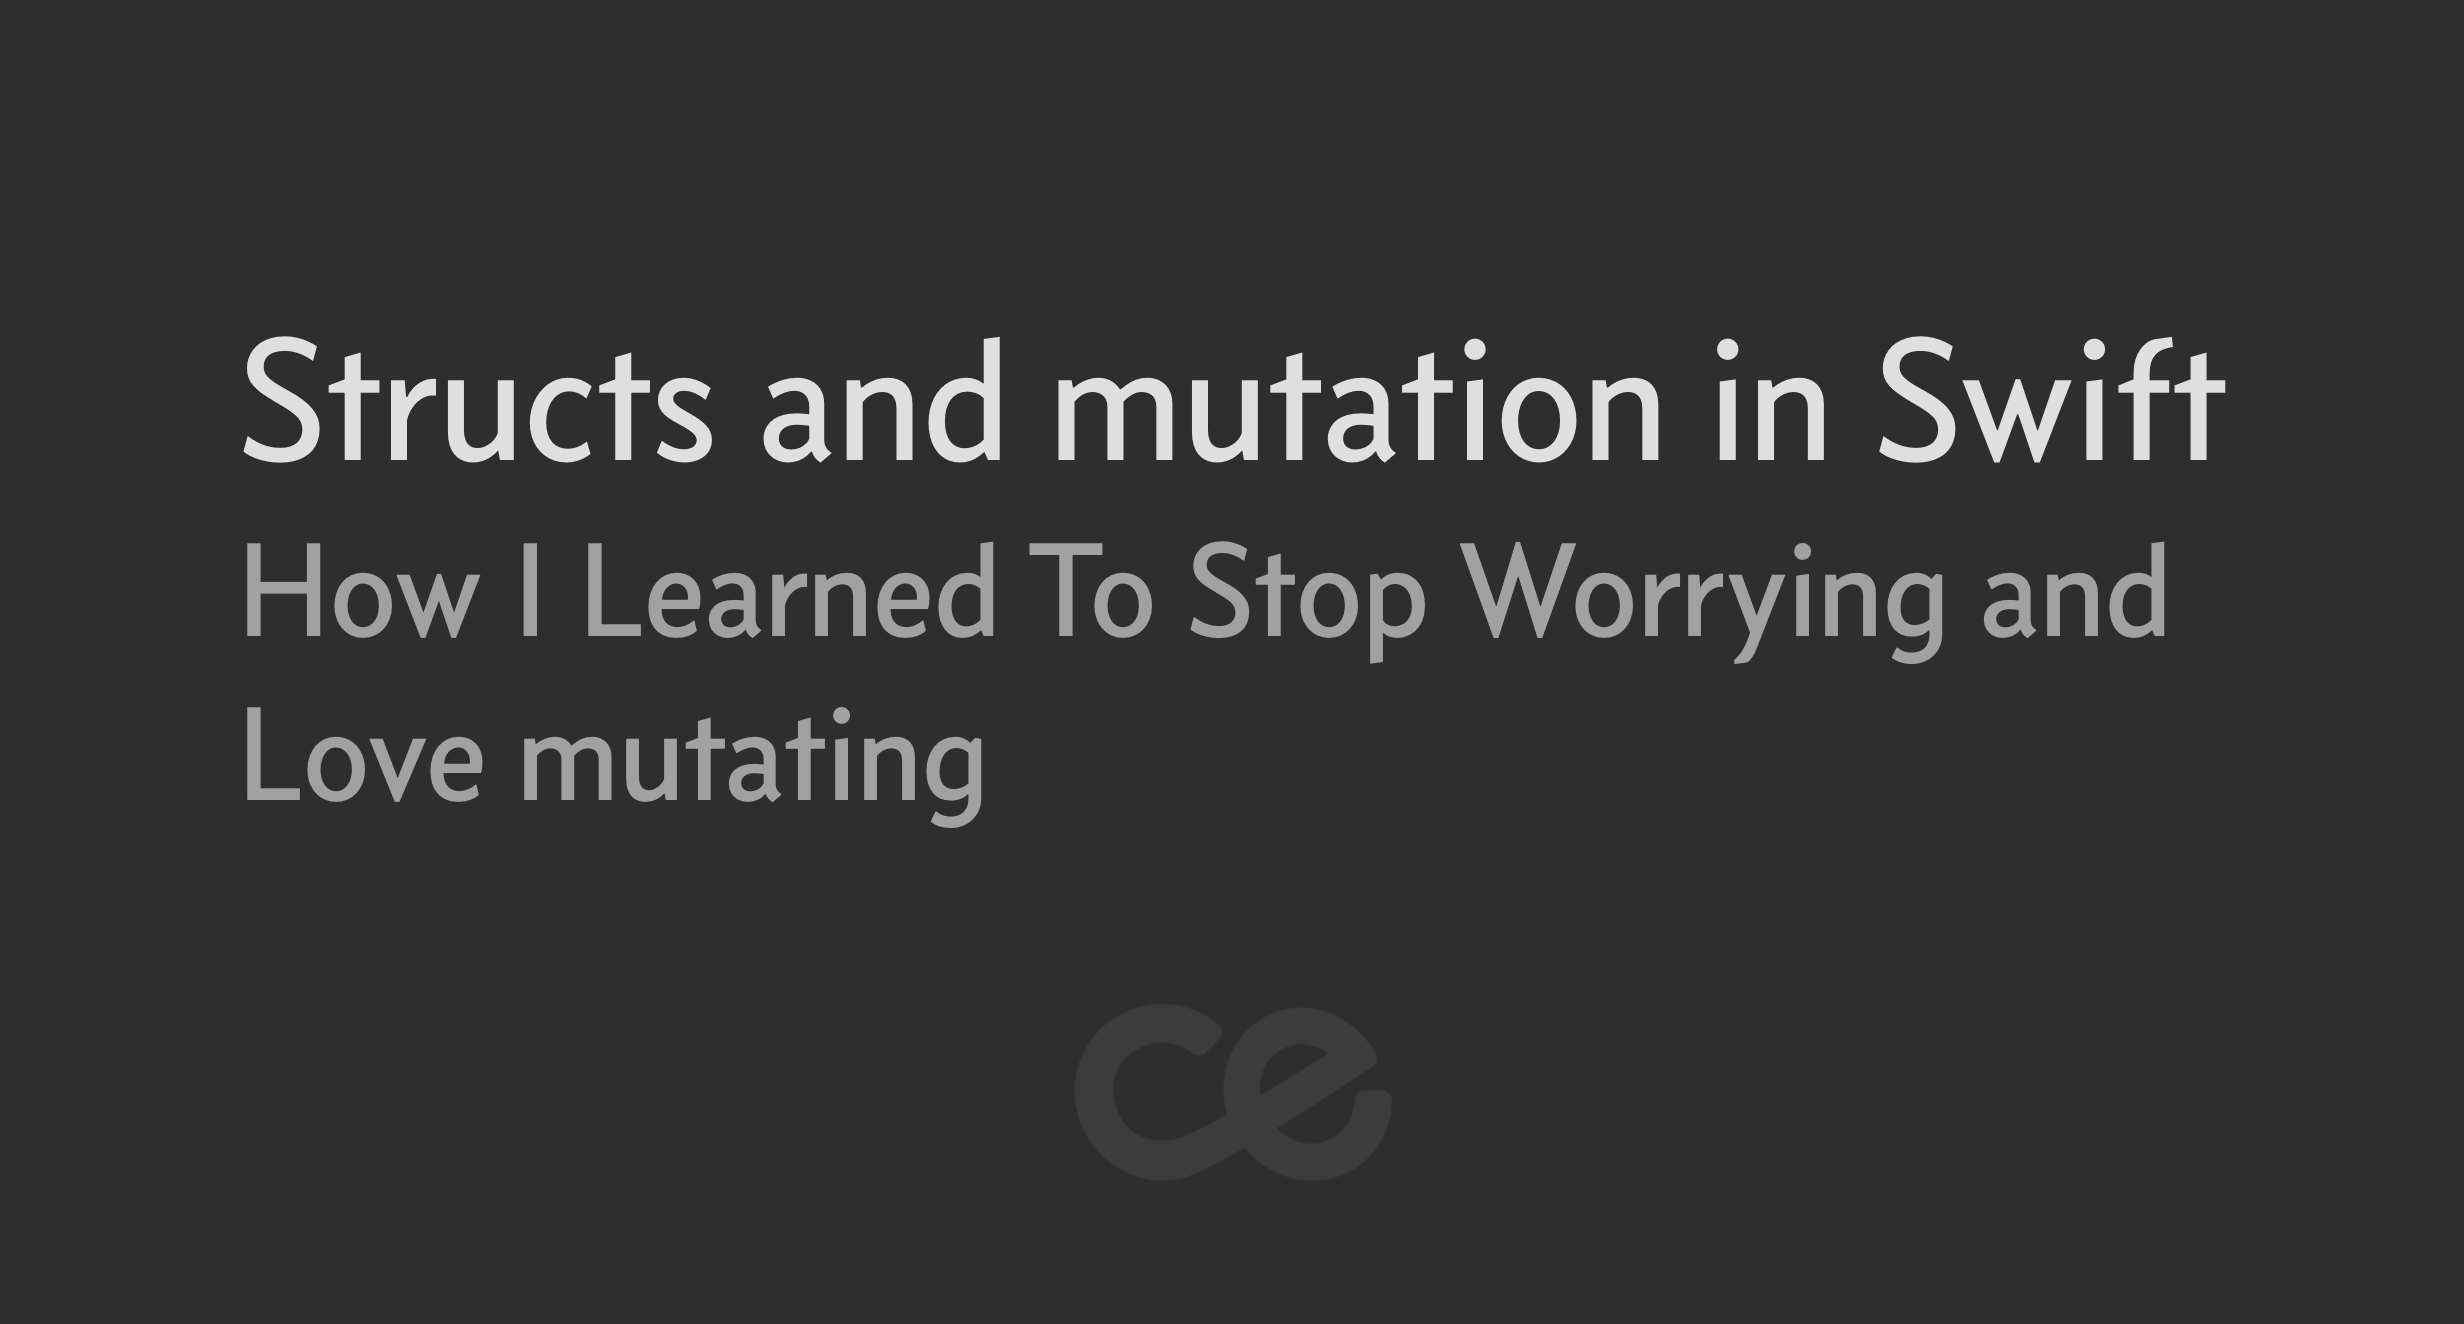 Structs and mutation in Swift
How I Learned To Stop Worrying and
Love mutating
ce